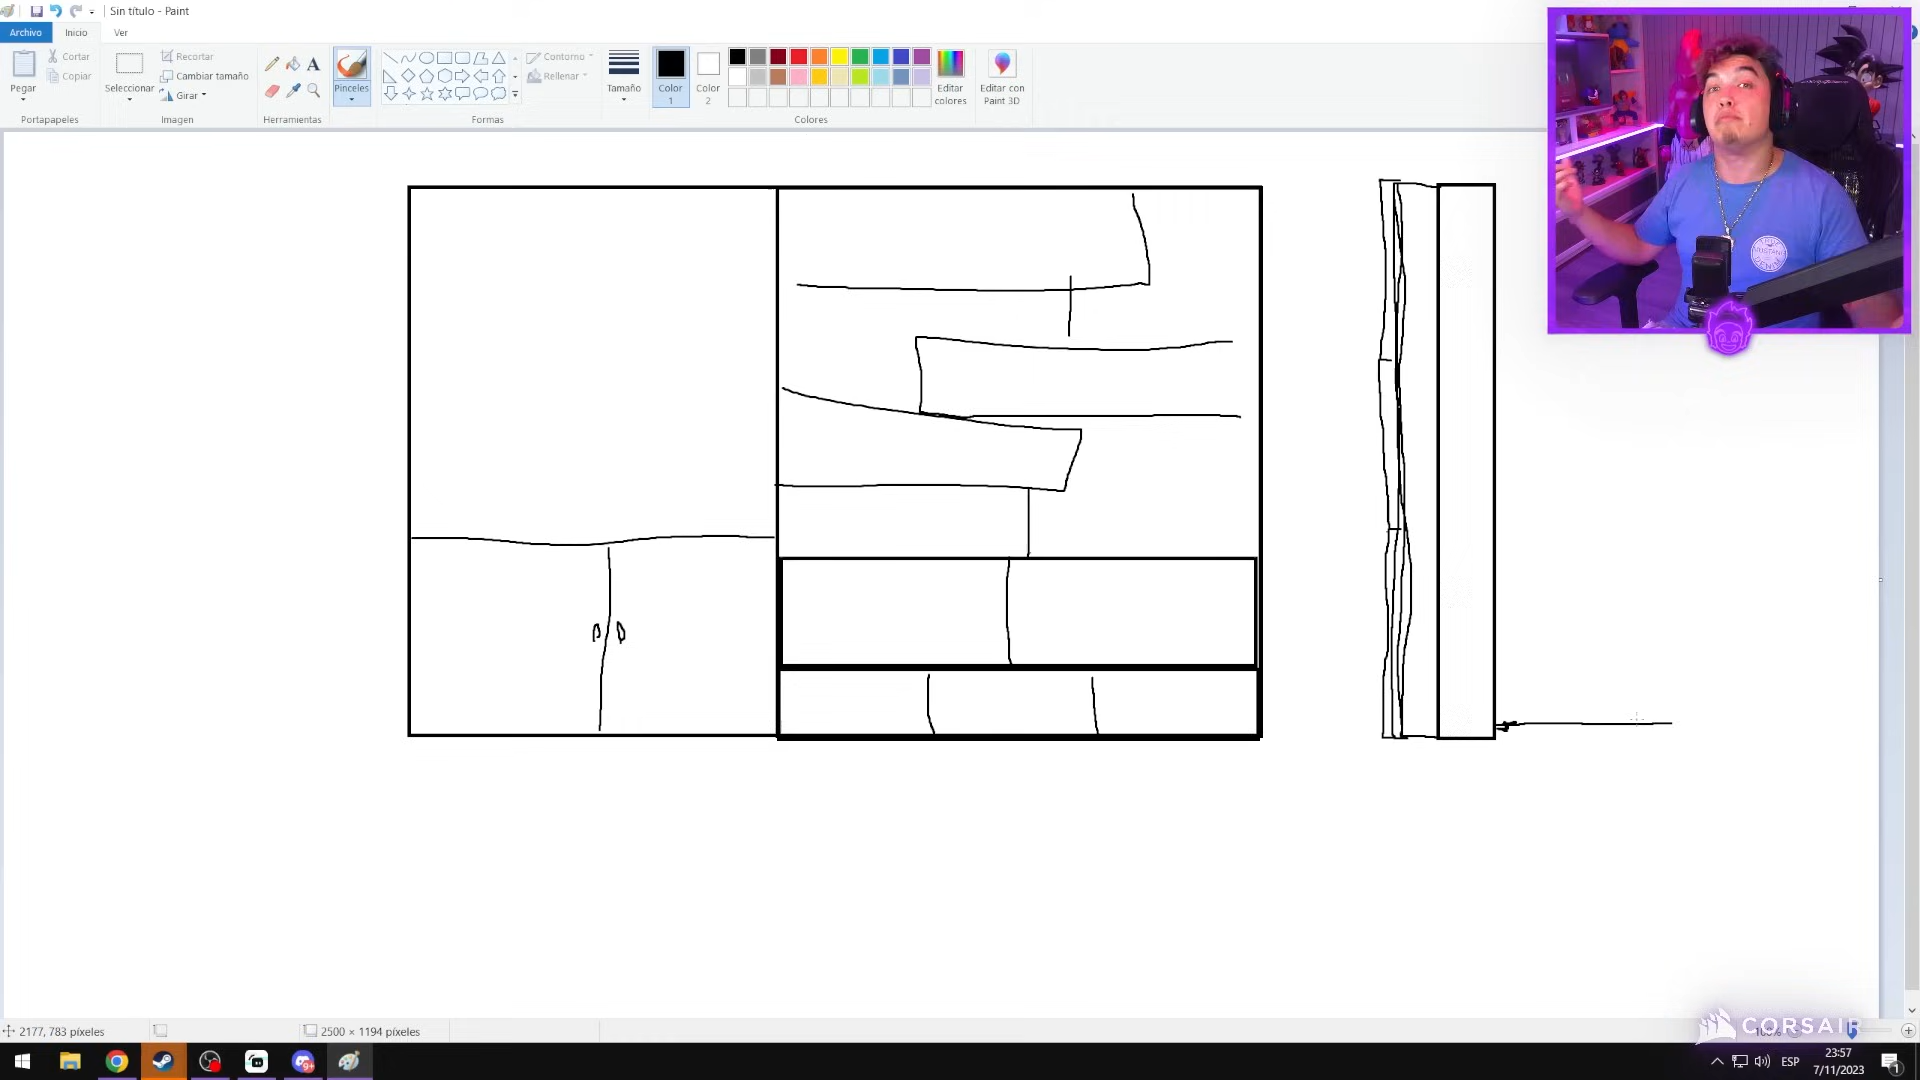 Sin título - Paint
Archivo Inicio Ver
Pegar
Cortar
Copiar
Portapapeles
Seleccionar
Recortar
Cambiar tamaño
Girar
Imagen
A
Herramientas
Pinceles
Contorno
Rellenar
Formas
Tamaño
Color
1
Color
2
Editar
colores
Colores
Editar con
Paint 3D
2177, 783 píxeles
2500 × 1194 píxeles
CORSAIR
9+
ESP
23:57
7/11/2023
1